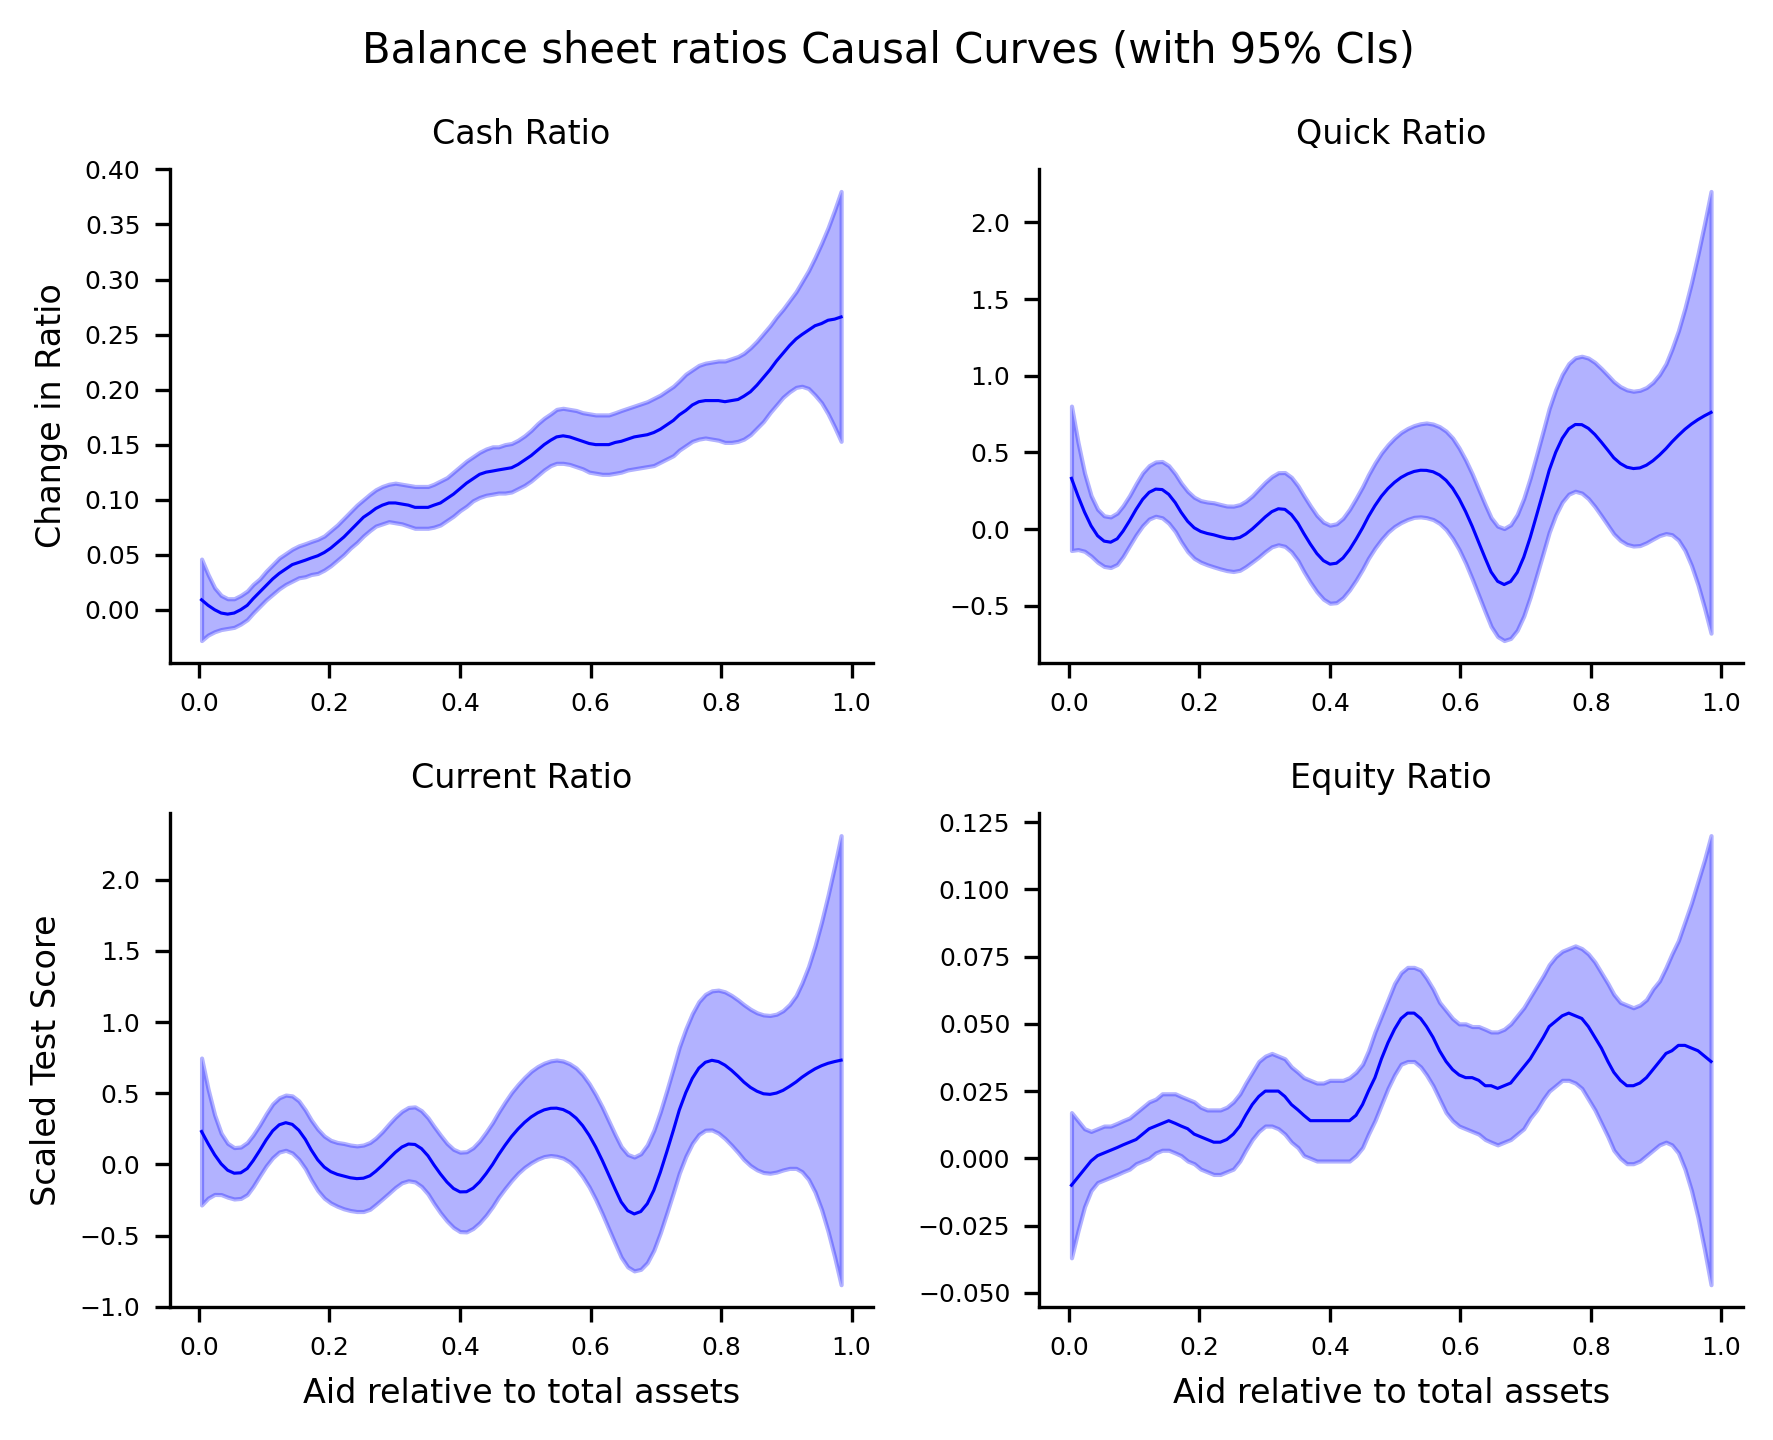 Balance sheet ratios Causal Curves (with 95% CIs)
Cash Ratio
Change in Ratio
0.40
0.35
0.30
0.25
0.20
0.15
0.10
0.05
0.00
0.0 0.2 0.4 0.6 0.8 1.0
Quick Ratio
2.0
1.5
1.0
0.5
0.0
−0.5
0.0 0.2 0.4 0.6 0.8 1.0
Current Ratio
Scaled Test Score
2.0
1.5
1.0
0.5
0.0
−0.5
−1.0
0.0 0.2 0.4 0.6 0.8 1.0
Aid relative to total assets
Equity Ratio
0.125
0.100
0.075
0.050
0.025
0.000
−0.025
−0.050
0.0 0.2 0.4 0.6 0.8 1.0
Aid relative to total assets